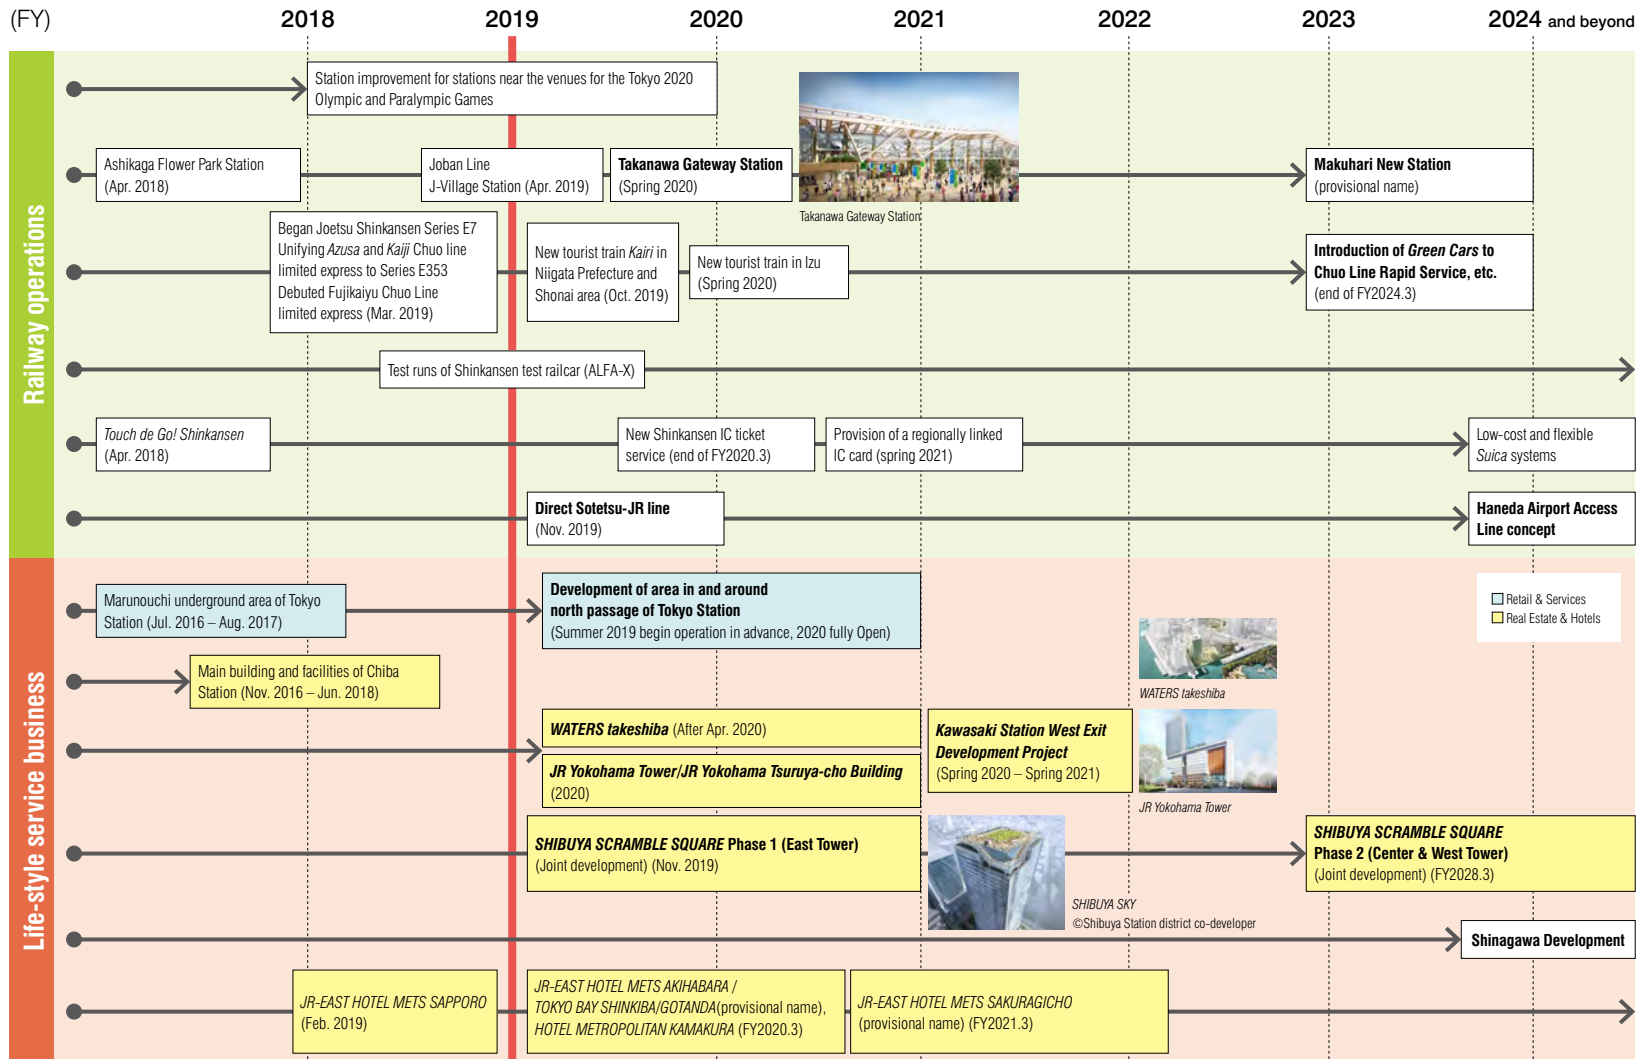 (FY)
2018
2019
2020
2021
2022
2023
2024 and beyond
Railway operations
Station improvement for stations near the venues for the Tokyo 2020
Olympic and Paralympic Games
Ashikaga Flower Park Station
(Apr. 2018)
Joban Line
J-Village Station (Apr. 2019)
Takanawa Gateway Station
(Spring 2020)
Takanawa Gateway Station
Makuhari New Station
(provisional name)
Began Joetsu Shinkansen Series E7
Unifying Azusa and Kaiji Chuo line
limited express to Series E353
Debuted Fujikaiyu Chuo Line
limited express (Mar. 2019)
New tourist train Kairi in
Niigata Prefecture and
Shonai area (Oct. 2019)
New tourist train in Izu
(Spring 2020)
Introduction of Green Cars to
Chuo Line Rapid Service, etc.
(end of FY2024.3)
Test runs of Shinkansen test railcar (ALFA-X)
Touch de Go! Shinkansen
(Apr. 2018)
New Shinkansen IC ticket
service (end of FY2020.3)
Provision of a regionally linked
IC card (spring 2021)
Low-cost and flexible
Suica systems
Direct Sotetsu-JR line
(Nov. 2019)
Haneda Airport Access
Line concept
Life-style service business
Marunouchi underground area of Tokyo
Station (Jul. 2016 – Aug. 2017)
Development of area in and around
north passage of Tokyo Station
(Summer 2019 begin operation in advance, 2020 fully Open)
Retail & Services
Real Estate & Hotels
Main building and facilities of Chiba
Station (Nov. 2016 – Jun. 2018)
WATERS takeshiba
WATERS takeshiba (After Apr. 2020)
JR Yokohama Tower/JR Yokohama Tsuruya-cho Building
(2020)
Kawasaki Station West Exit
Development Project
(Spring 2020 – Spring 2021)
JR Yokohama Tower
SHIBUYA SCRAMBLE SQUARE Phase 1 (East Tower)
(Joint development) (Nov. 2019)
SHIBUYA SKY
©Shibuya Station district co-developer
SHIBUYA SCRAMBLE SQUARE
Phase 2 (Center & West Tower)
(Joint development) (FY2028.3)
Shinagawa Development
JR-EAST HOTEL METS SAPPORO
(Feb. 2019)
JR-EAST HOTEL METS AKIHABARA /
TOKYO BAY SHINKIBA/GOTANDA(provisional name),
HOTEL METROPOLITAN KAMAKURA (FY2020.3)
JR-EAST HOTEL METS SAKURAGICHO
(provisional name) (FY2021.3)